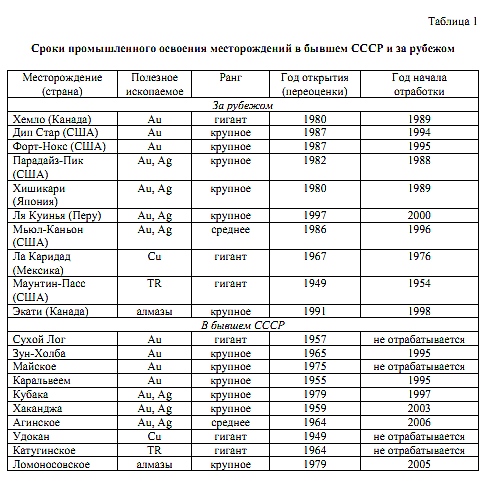 Таблица 1
Сроки промышленного освоения месторождений в бывшем СССР и за рубежом
Месторождение (страна) Полезное ископаемое Ранг Год открытия (переоценки) Год начала отработки
За рубежом
Хемло (Канада) Au гигант 1980 1989
Дип Стар (США) Au крупное 1987 1994
Форт-Нокс (США) Au крупное 1987 1995
Парадайз-Пик (США) Au, Ag крупное 1982 1988
Хишикари (Япония) Au, Ag крупное 1980 1989
Ля Куинья (Перу) Au, Ag крупное 1997 2000
Мьюл-Каньон (США) Au, Ag среднее 1986 1996
Ла Каридад (Мексика) Cu гигант 1967 1976
Маунтин-Пасс (США) TR гигант 1949 1954
Экати (Канада) алмазы крупное 1991 1998
В бывшем СССР
Сухой Лог Au гигант 1957 не отрабатывается
Зун-Холба Au крупное 1965 1995
Майское Au крупное 1975 не отрабатывается
Каральвеем Au крупное 1955 1995
Кубака Au, Ag крупное 1979 1997
Хаканджа Au, Ag крупное 1959 2003
Агинское Au, Ag среднее 1964 2006
Удокан Cu гигант 1949 не отрабатывается
Катугинское TR гигант 1964 не отрабатывается
Ломоносовское алмазы крупное 1979 2005